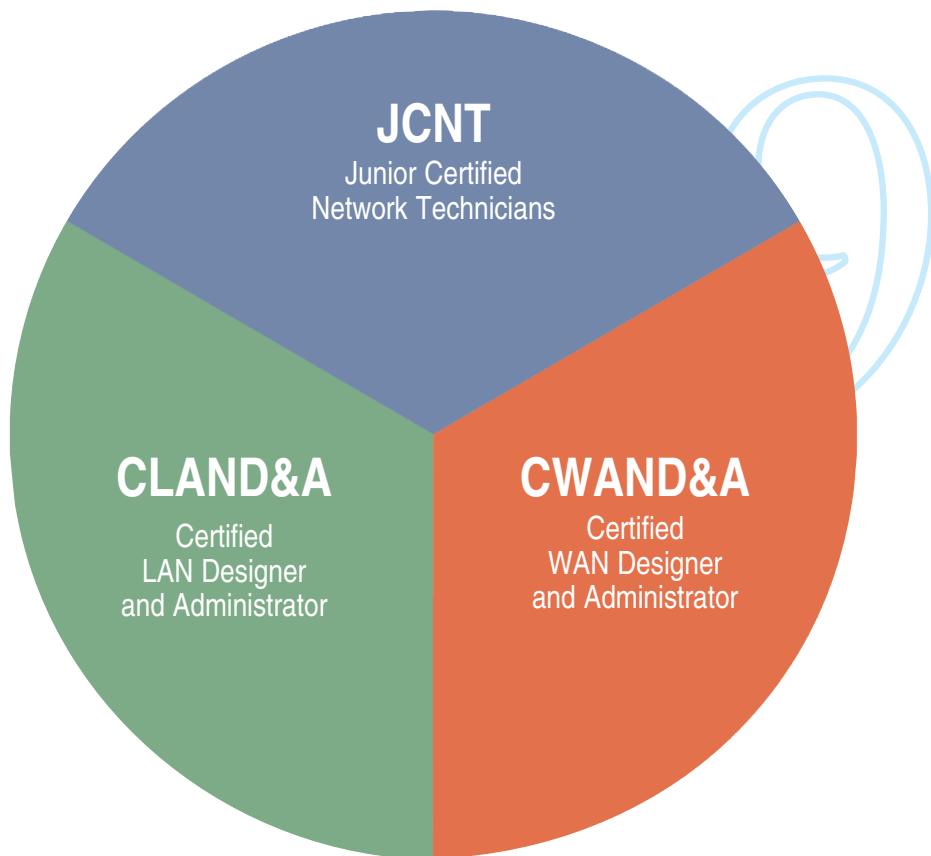 JCNT
Junior Certified
Network Technicians
CLAND&A
Certified
LAN Designer
and Administrator
CWAND&A
Certified
WAN Designer
and Administrator